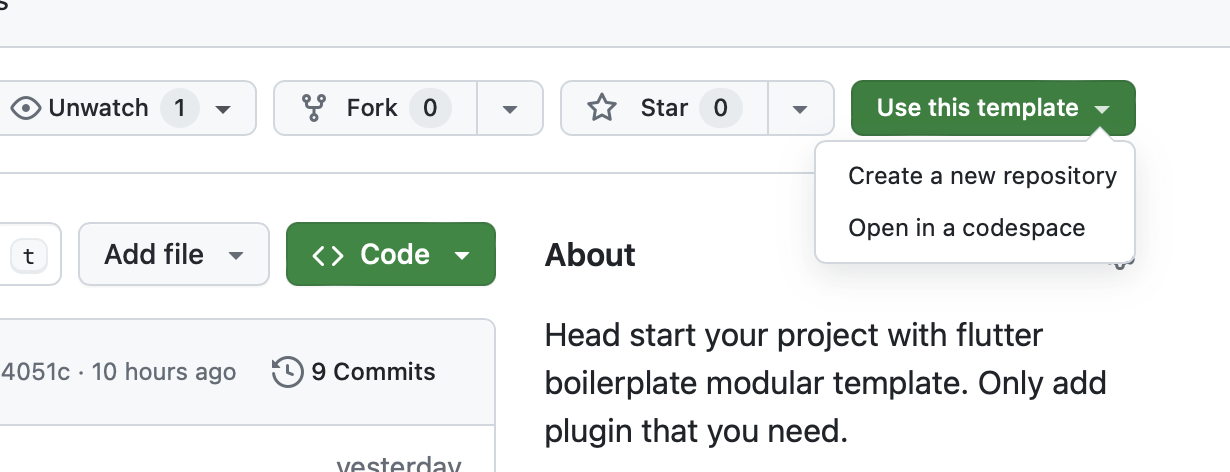 Unwatch 1
Fork 0
Star 0
Use this template
Create a new repository
Open in a codespace
t
Add file
Code
About
Head start your project with flutter
boilerplate modular template. Only add
plugin that you need.
4051c · 10 hours ago
9 Commits
yesterday